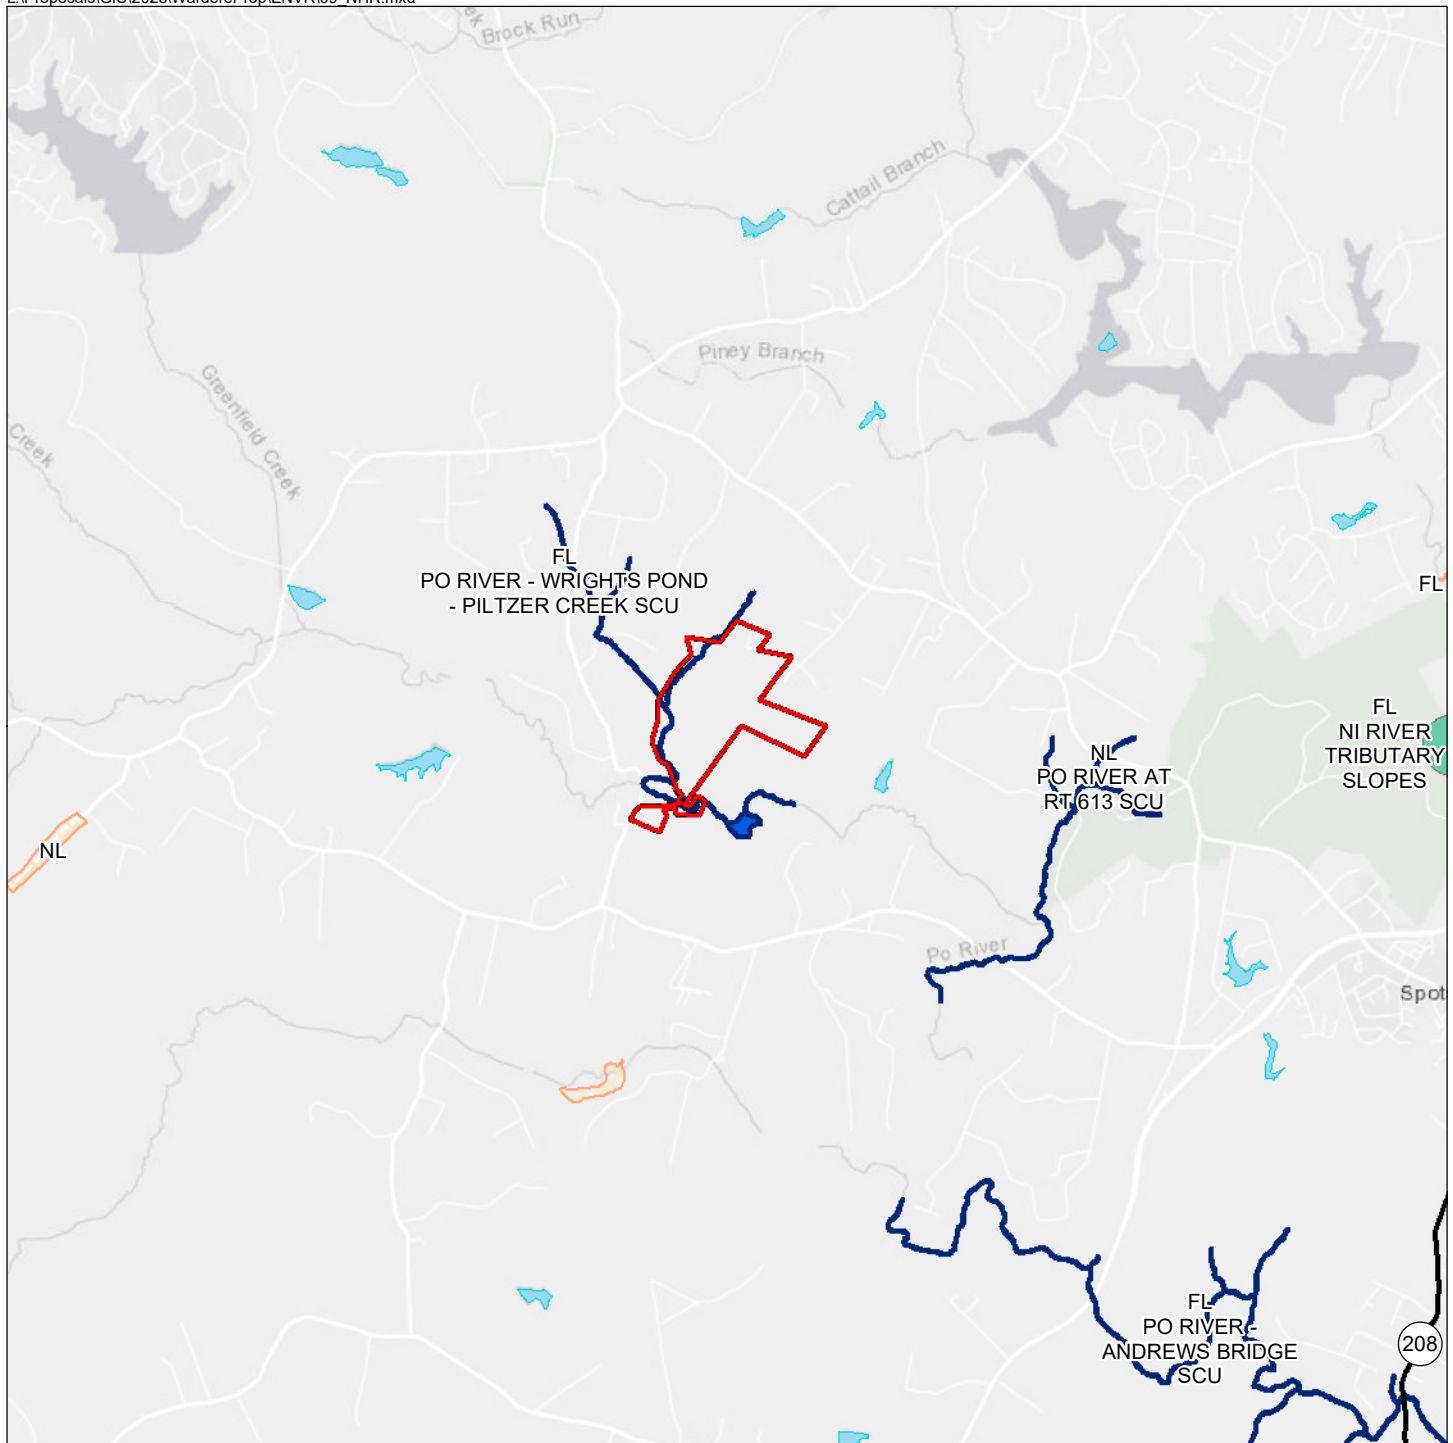 Brock Run
Cattail Branch
Piney Branch
Greenfield Creek
Creek
FL
PO RIVER - WRIGHTS POND
- PILTZER CREEK SCU
FL
FL
NI RIVER
TRIBUTARY
SLOPES
NL
PO RIVER AT
RT 613 SCU
NL
Po River
Spot
FL
PO RIVER -
ANDREWS BRIDGE
SCU
208